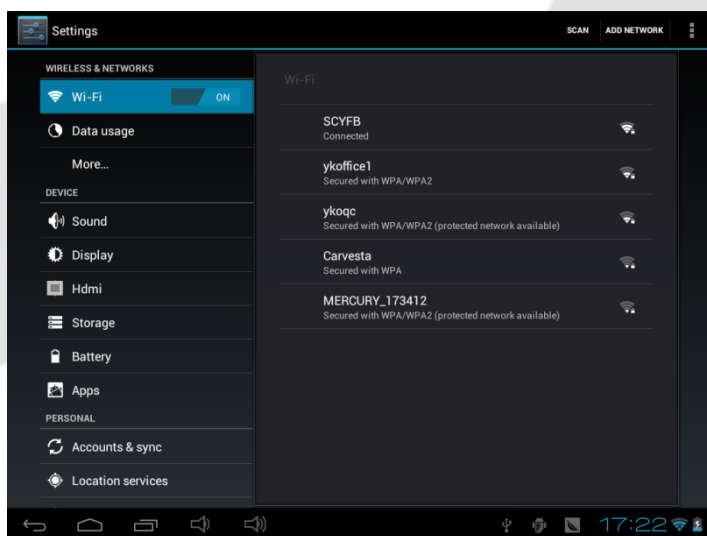 Settings
SCAN
ADD NETWORK
WIRELESS & NETWORKS
Wi-Fi
ON
Data usage
More...
DEVICE
Sound
Display
Hdmi
Storage
Battery
Apps
PERSONAL
Accounts & sync
Location services
Wi-Fi
SCYFB
Connected
ykoffice1
Secured with WPA/WPA2
ykoqc
Secured with WPA/WPA2 (protected network available)
Carvesta
Secured with WPA
MERCURY_173412
Secured with WPA/WPA2 (protected network available)
17:22